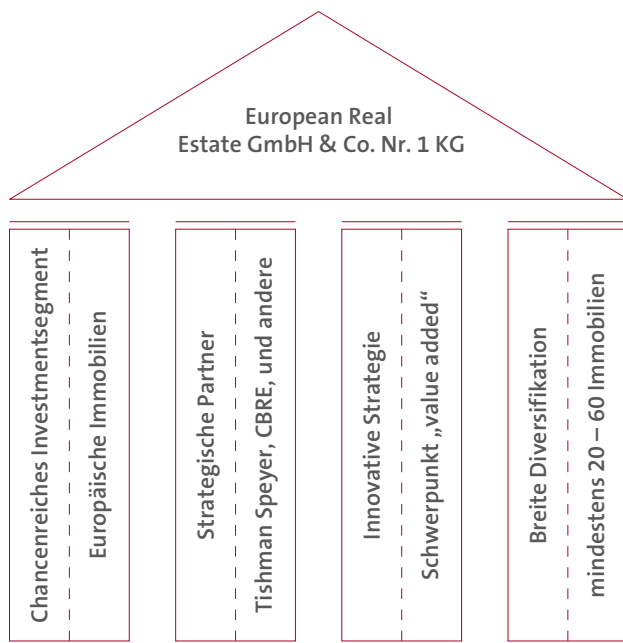 European Real
Estate GmbH & Co. Nr. 1 KG
Chancenreiches Investmentsegment
Europäische Immobilien
Strategische Partner
Tishman Speyer, CBRE, und andere
Innovative Strategie
Schwerpunkt „value added“
Breite Diversifikation
mindestens 20 – 60 Immobilien